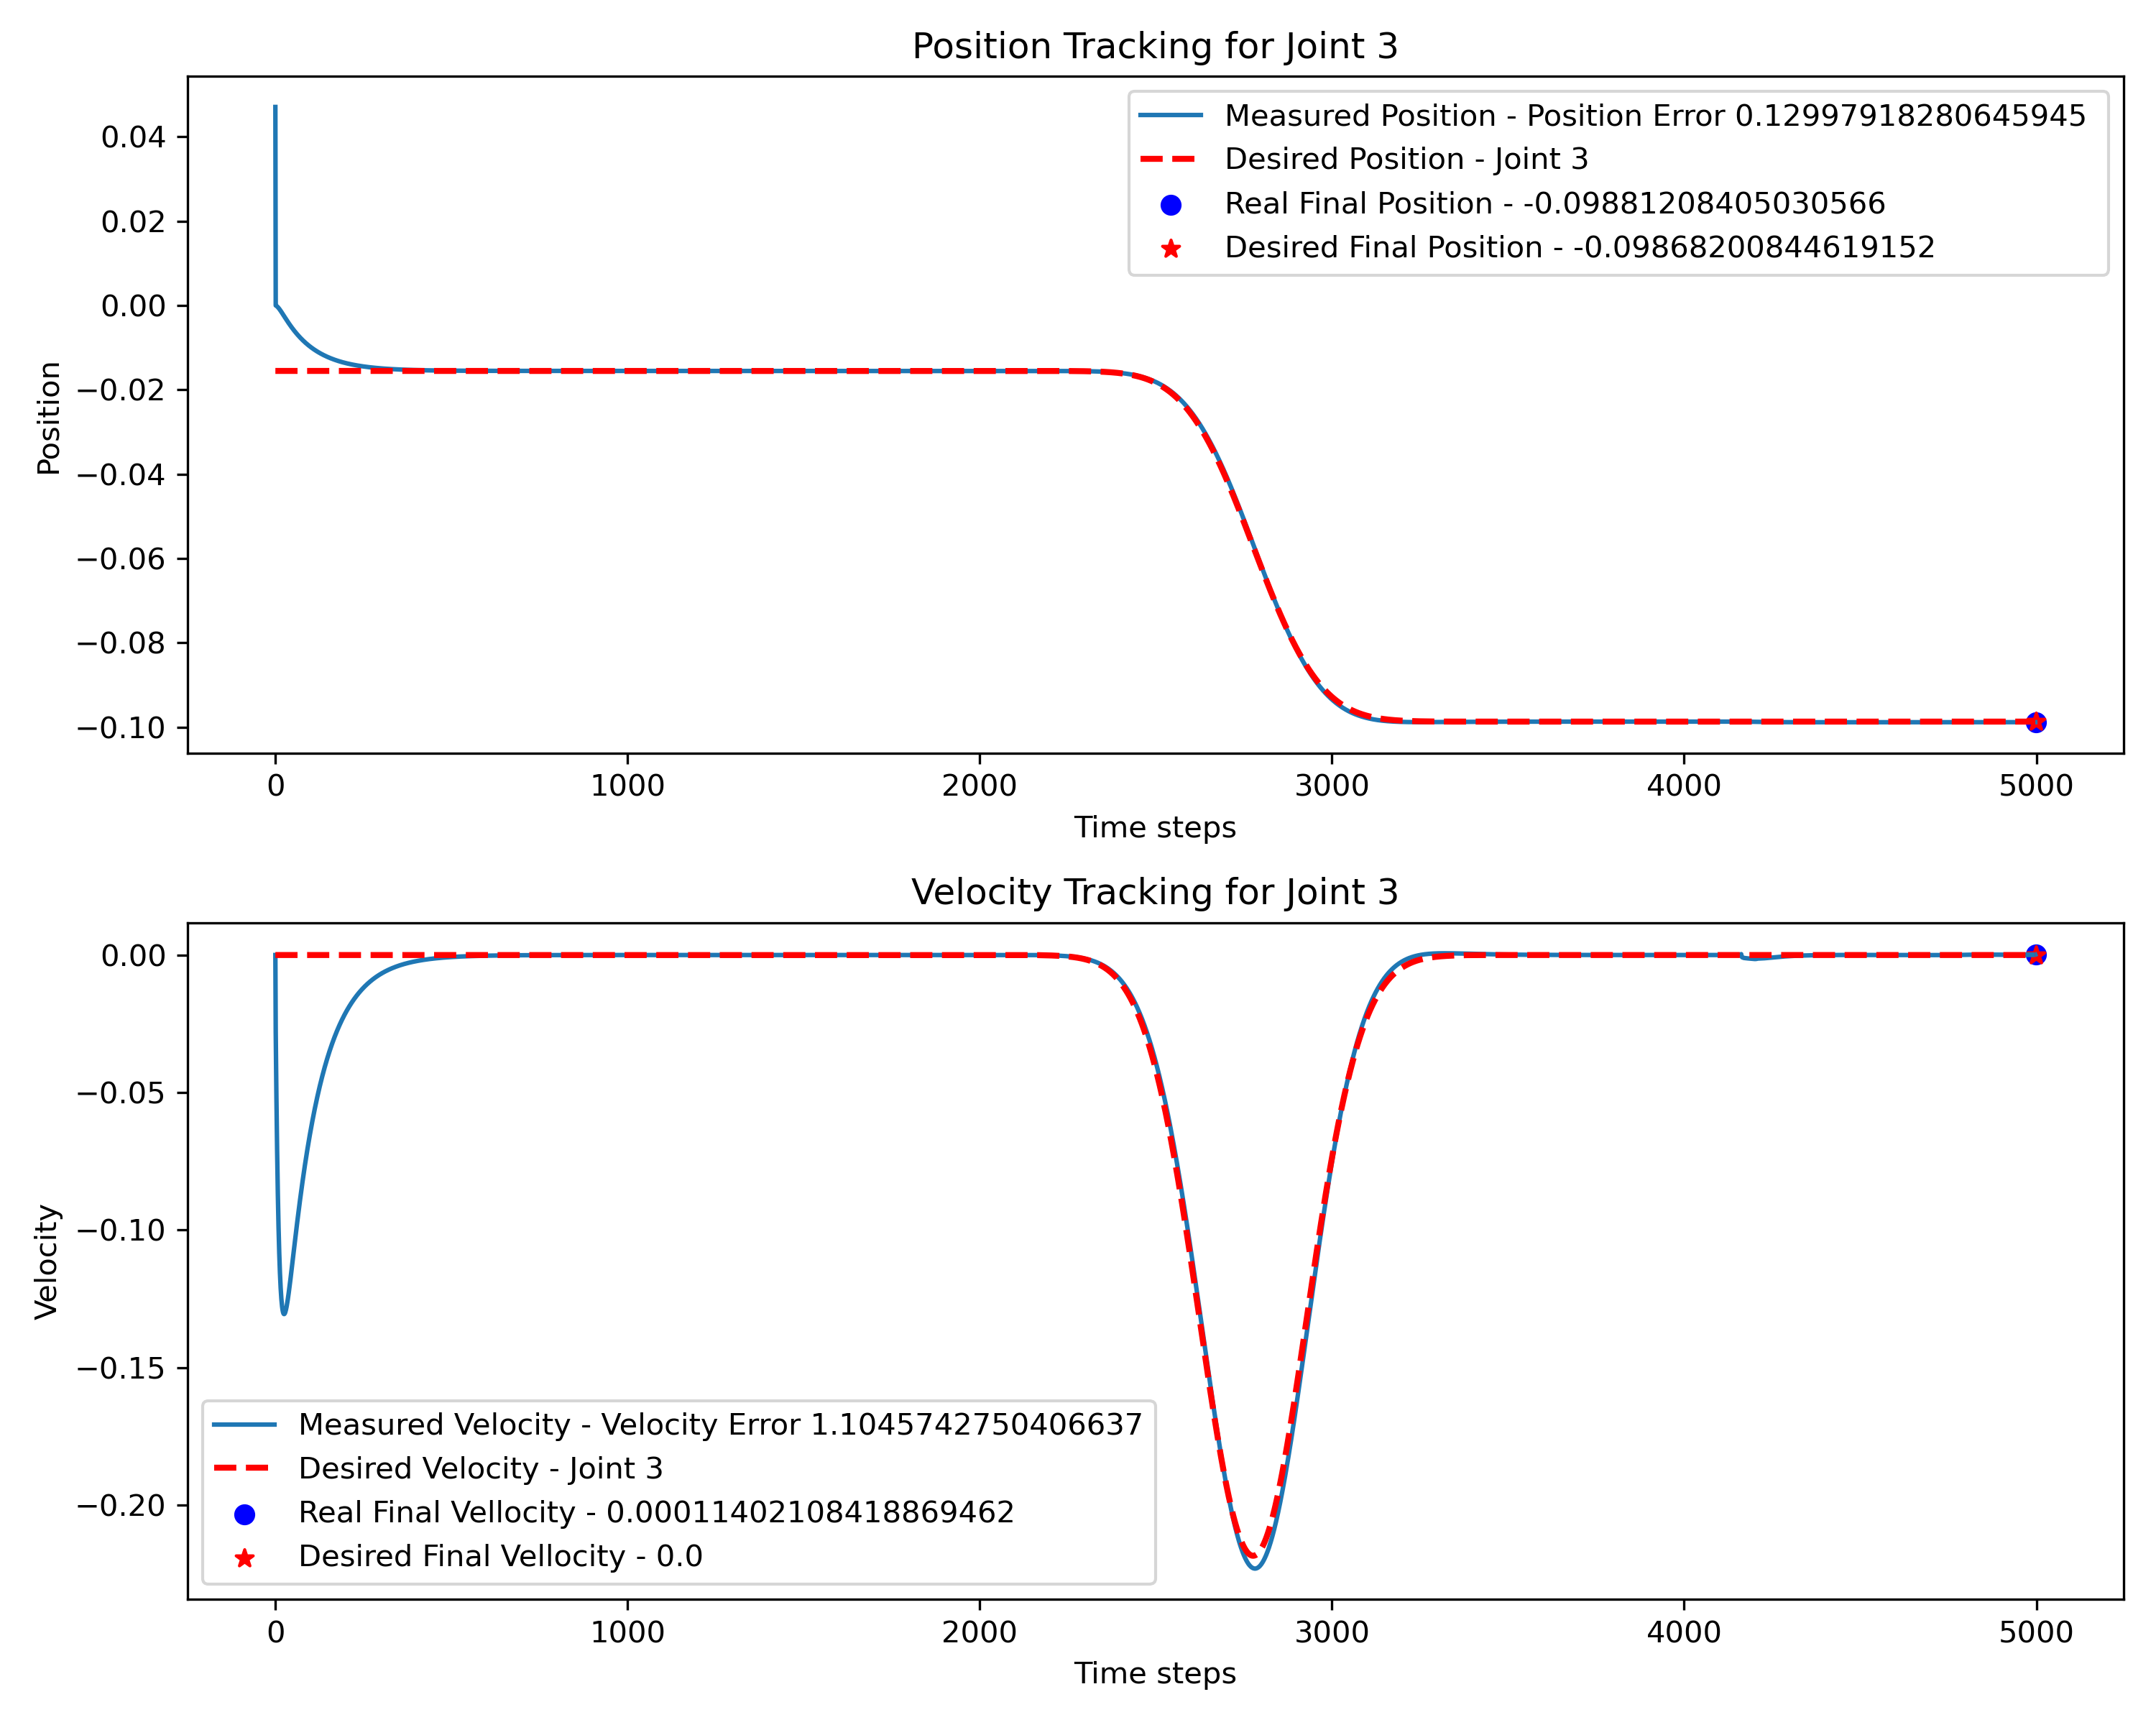 Position Tracking for Joint 3
Measured Position - Position Error 0.12997918280645945
Desired Position - Joint 3
Real Final Position - -0.09881208405030566
Desired Final Position - -0.09868200844619152
0.04
0.02
0.00
−0.02
−0.04
−0.06
−0.08
−0.10
Position
0 1000 2000 3000 4000 5000
Time steps
Velocity Tracking for Joint 3
0.00
−0.05
−0.10
−0.15
−0.20
Velocity
Measured Velocity - Velocity Error 1.1045742750406637
Desired Velocity - Joint 3
Real Final Vellocity - 0.00011402108418869462
Desired Final Vellocity - 0.0
0 1000 2000 3000 4000 5000
Time steps